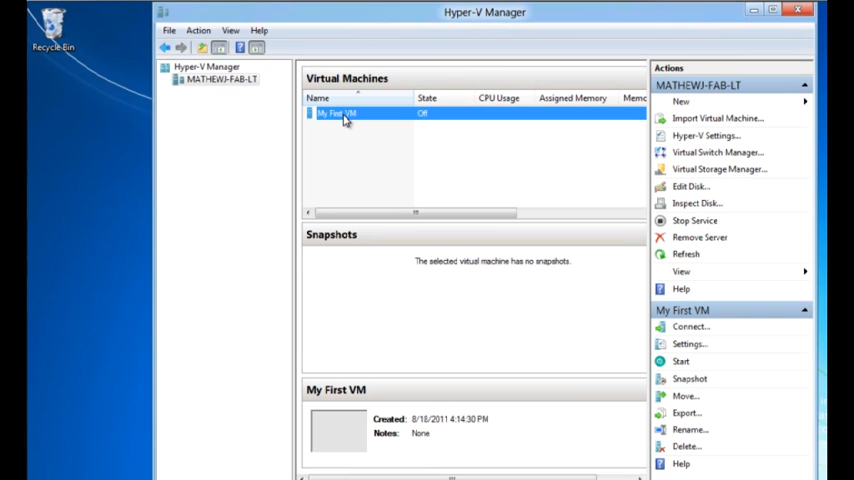 Hyper-V Manager
Recycle Bin
File Action View Help
Hyper-V Manager
MATHEWJ-FAB-LT
Virtual Machines
Name State CPU Usage Assigned Memory Memo
My First VM Off
Snapshots
The selected virtual machine has no snapshots.
My First VM
Created: 8/18/2011 4:14:30 PM
Notes: None
Actions
MATHEWJ-FAB-LT
New
Import Virtual Machine...
Hyper-V Settings...
Virtual Switch Manager...
Virtual Storage Manager...
Edit Disk...
Inspect Disk...
Stop Service
Remove Server
Refresh
View
Help
My First VM
Connect...
Settings...
Start
Snapshot
Move...
Export...
Rename...
Delete...
Help